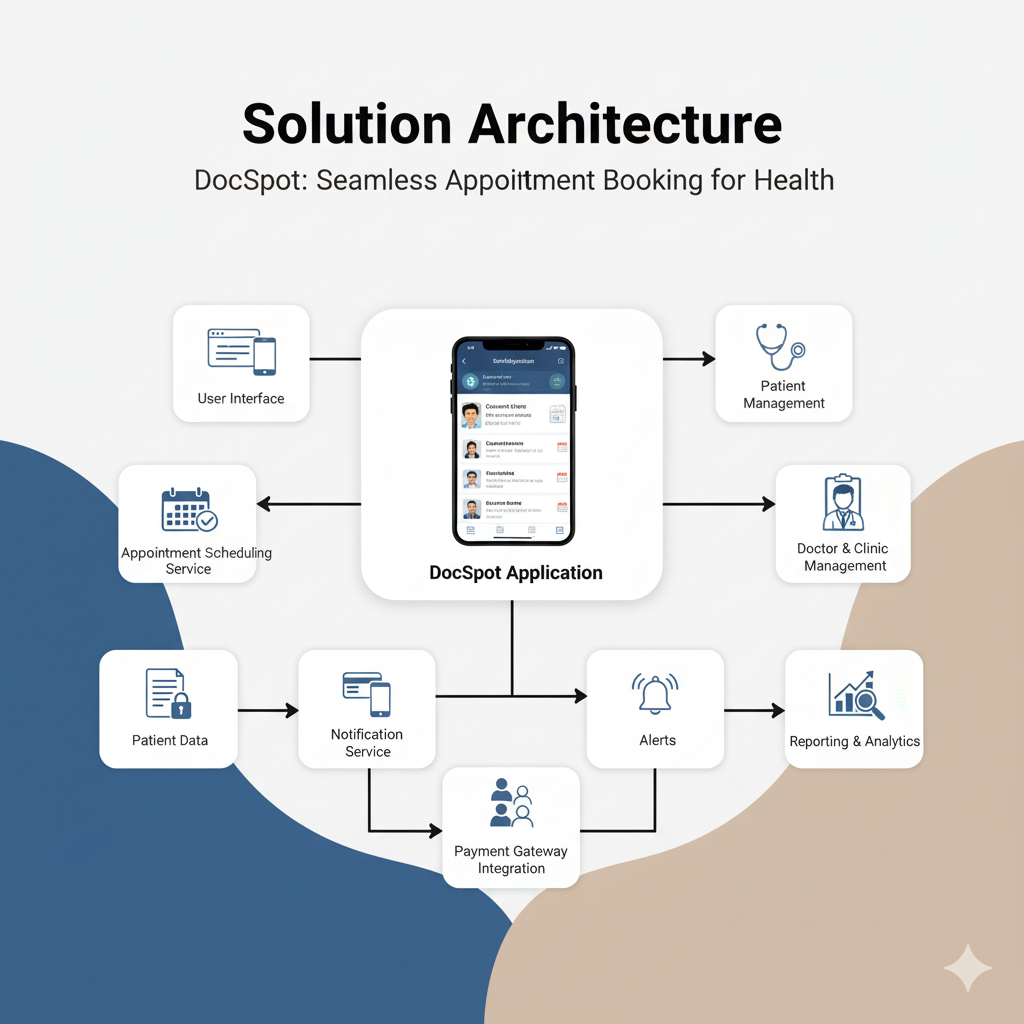 Solution Architecture
DocSpot: Seamless Appoitment Booking for Health
User Interface
Patient
Management
DocSpot Application
Appointment Scheduling
Service
Doctor & Clinic
Management
Patient Data
Notification
Service
Alerts
Reporting & Analytics
Payment Gateway
Integration